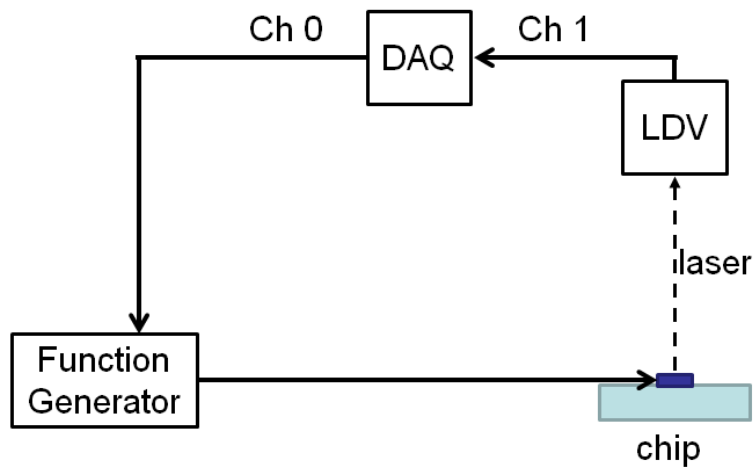 Ch 0
DAQ
Ch 1
LDV
laser
Function
Generator
chip